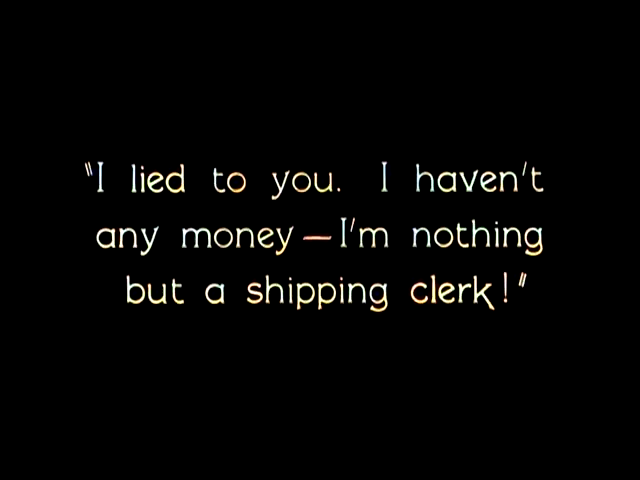 "I lied to you. I haven't
any money — I'm nothing
but a shipping clerk!"